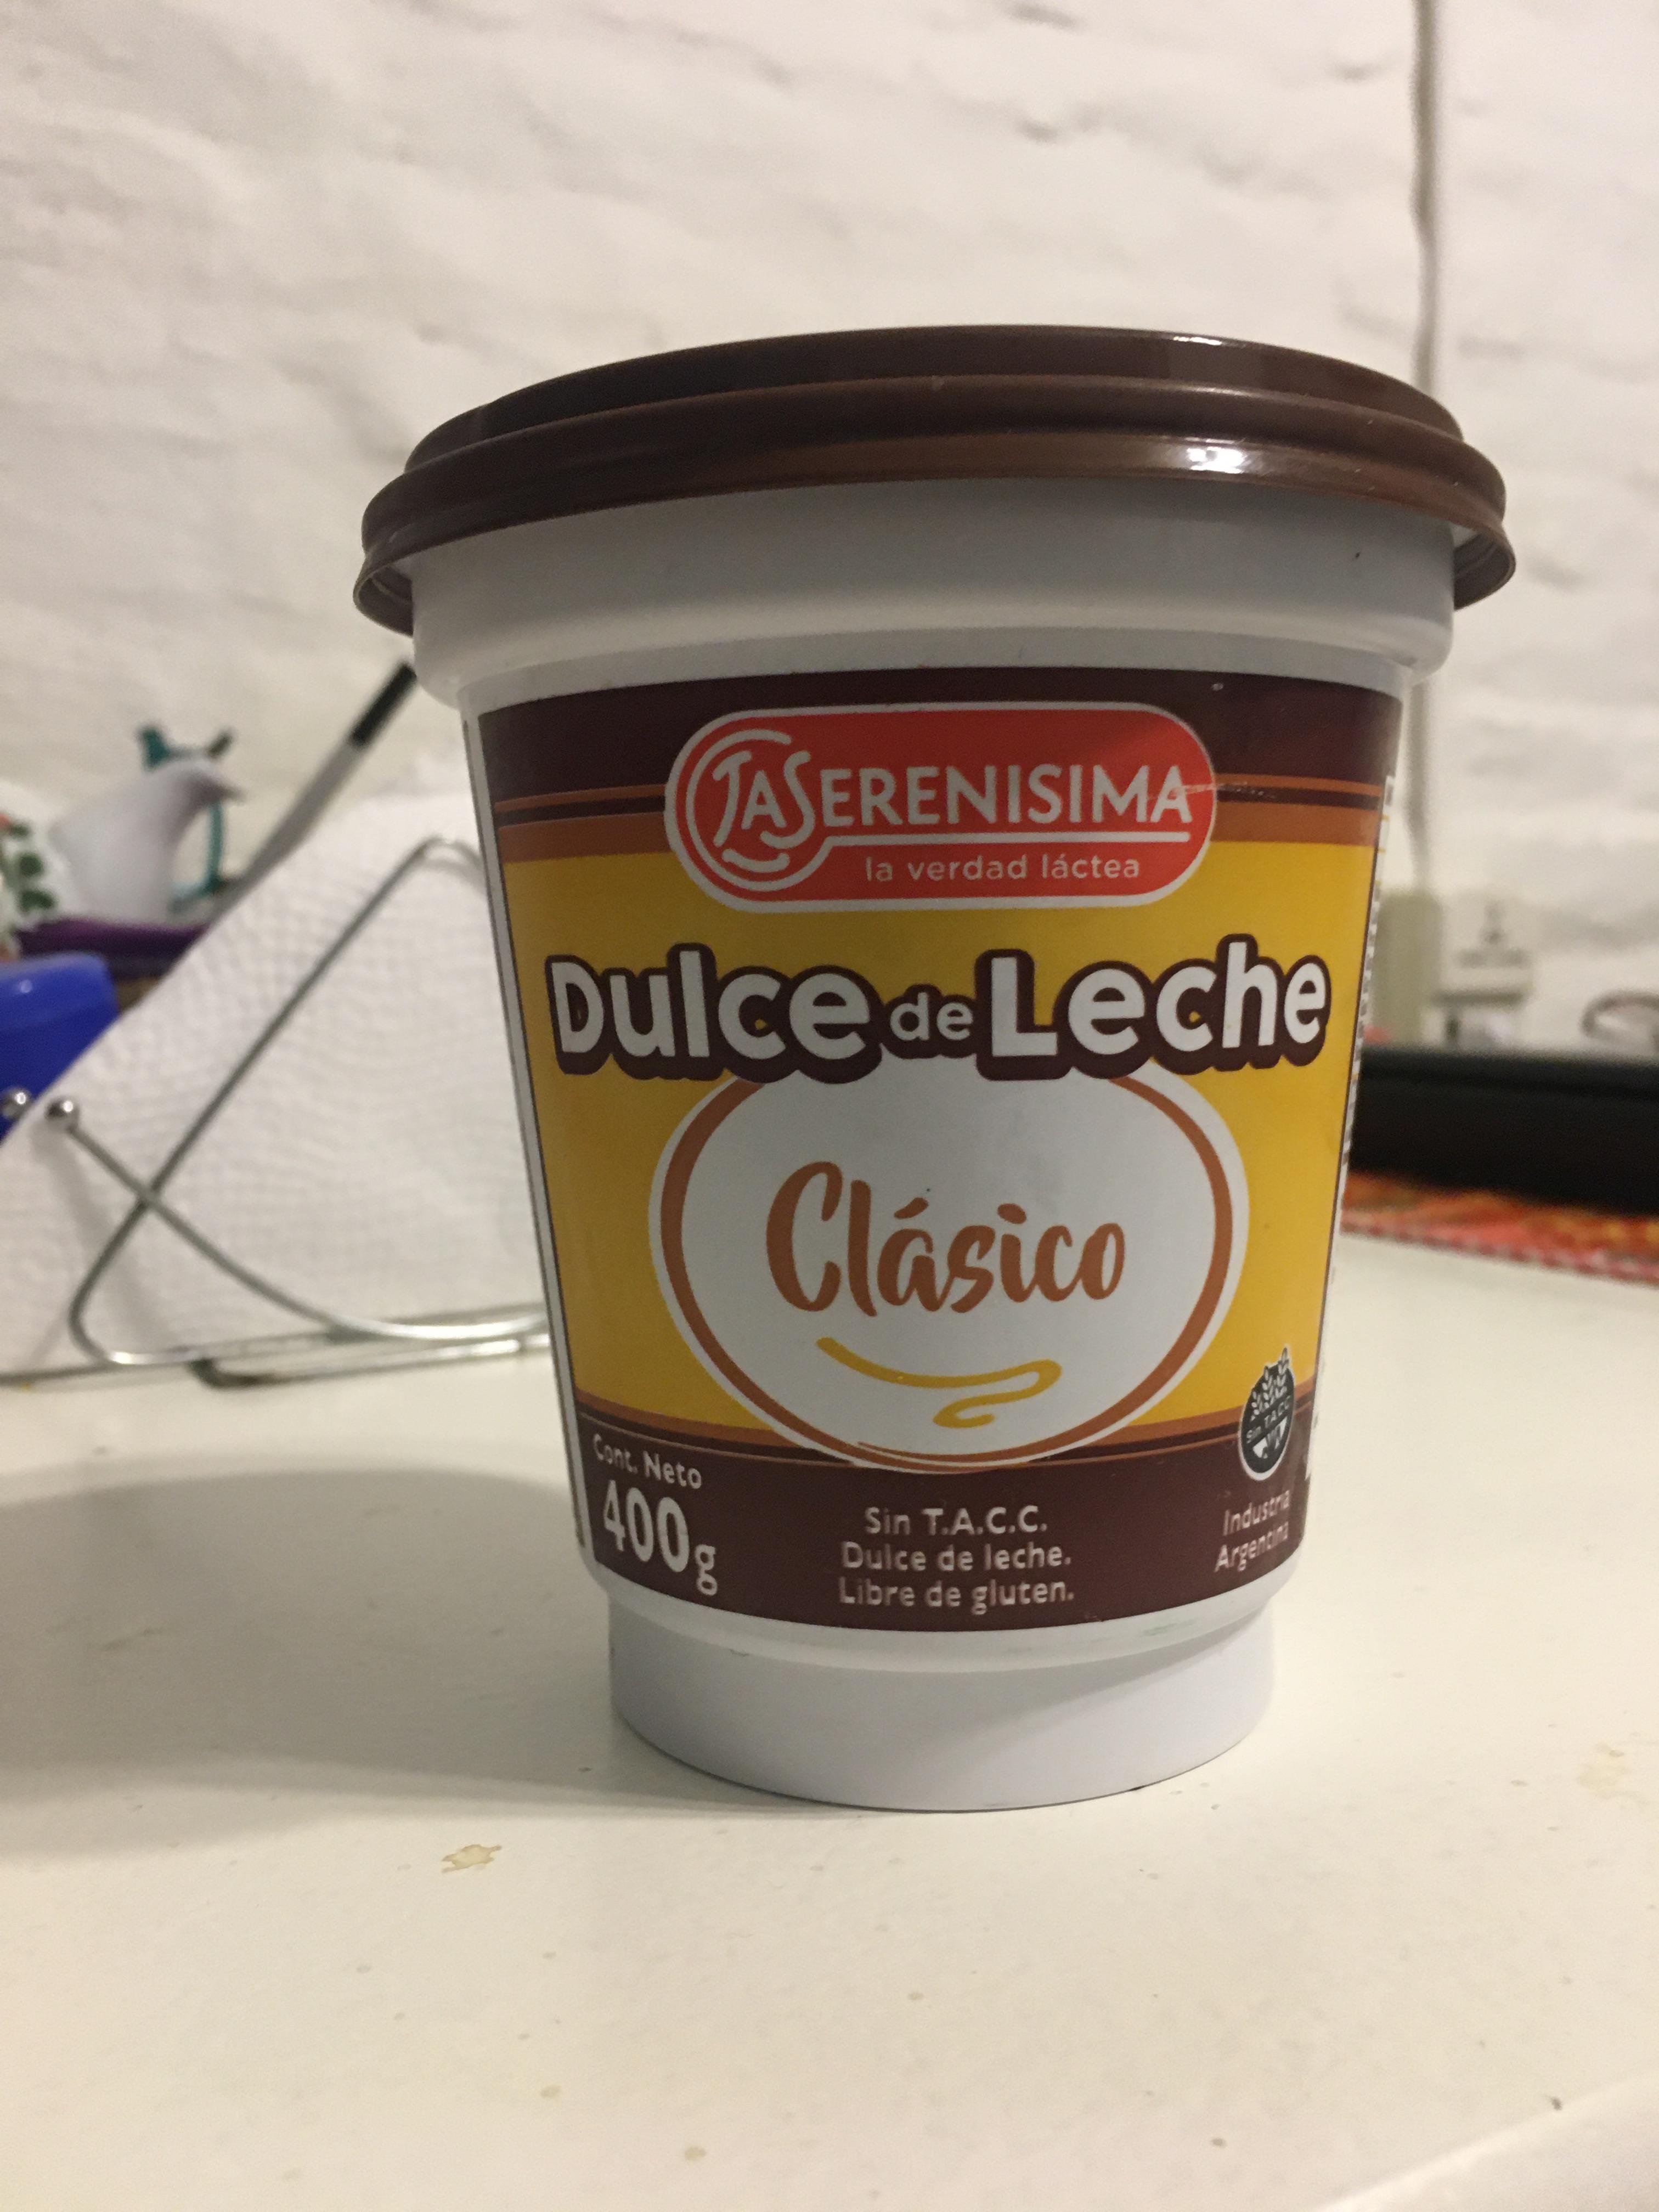 LASERENISIMA
la verdad láctea
Dulce de Leche
Clásico
Sin T.A.C.C.
Cont. Neto
400g
Sin T.A.C.C.
Dulce de leche.
Libre de gluten.
Industria
Argentina